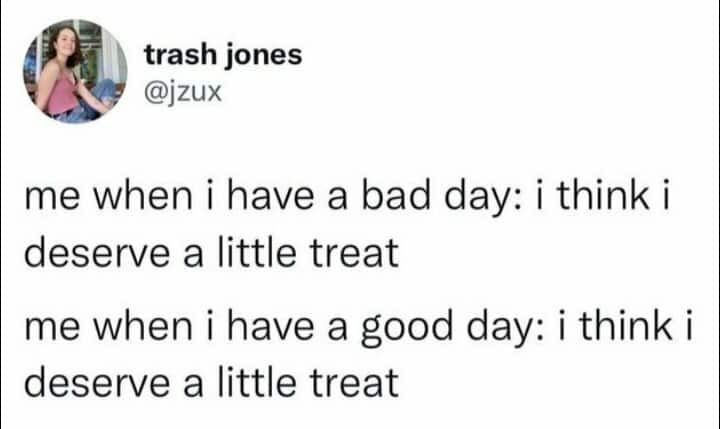 trash jones
@jzux
me when i have a bad day: i think i
deserve a little treat
me when i have a good day: i think i
deserve a little treat